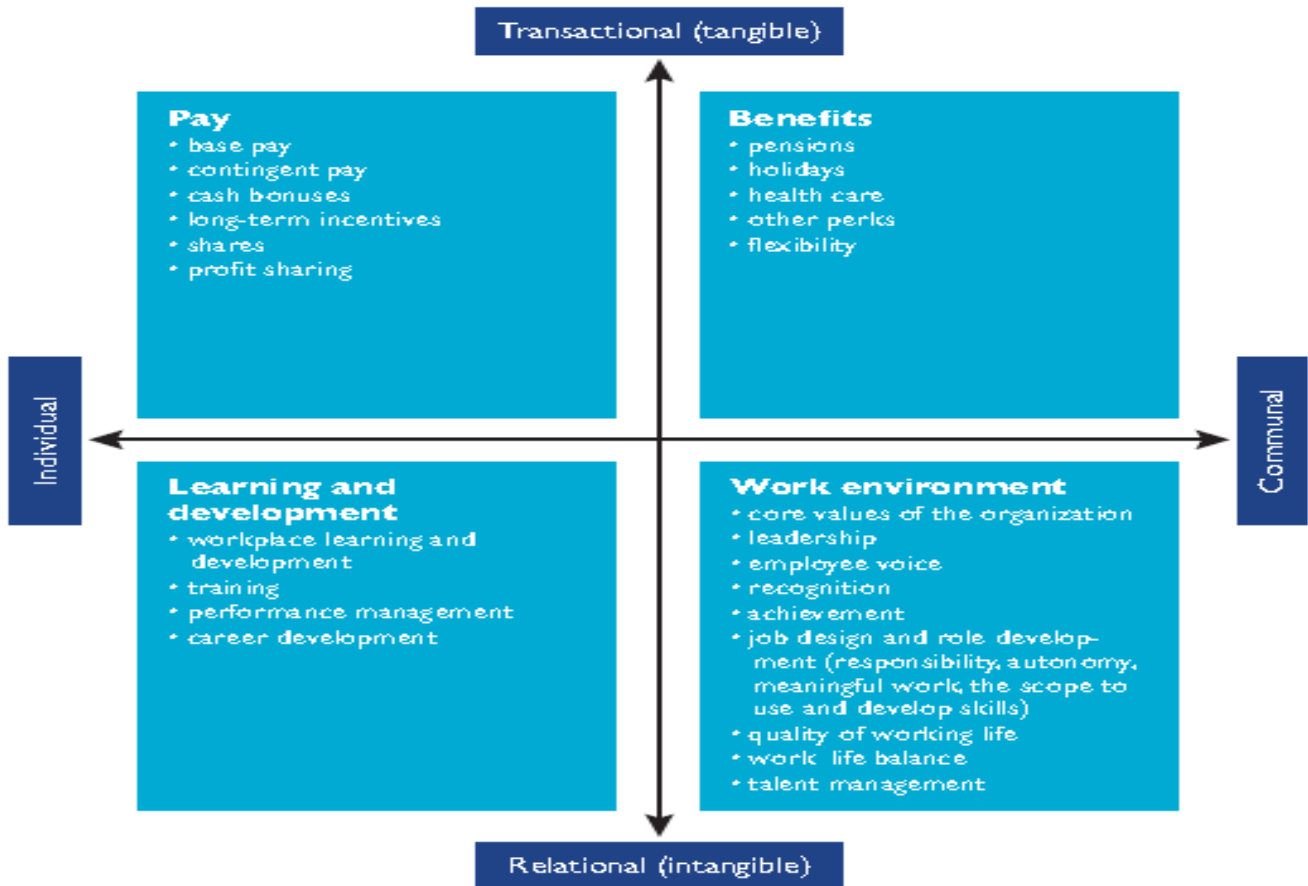 Transactional (tangible)
Pay
• base pay
• contingent pay
• cash bonuses
• long-term incentives
• shares
• profit sharing
Benefits
• pensions
• holidays
• health care
• other perks
• flexibility
Individual
Communal
Learning and
development
• workplace learning and
development
• training
• performance management
• career development
Work environment
• core values of the organization
• leadership
• employee voice
• recognition
• achievement
• job design and role develop-
ment (responsibility, autonomy,
meaningful work, the scope to
use and develop skills)
• quality of working life
• work life balance
• talent management
Relational (intangible)